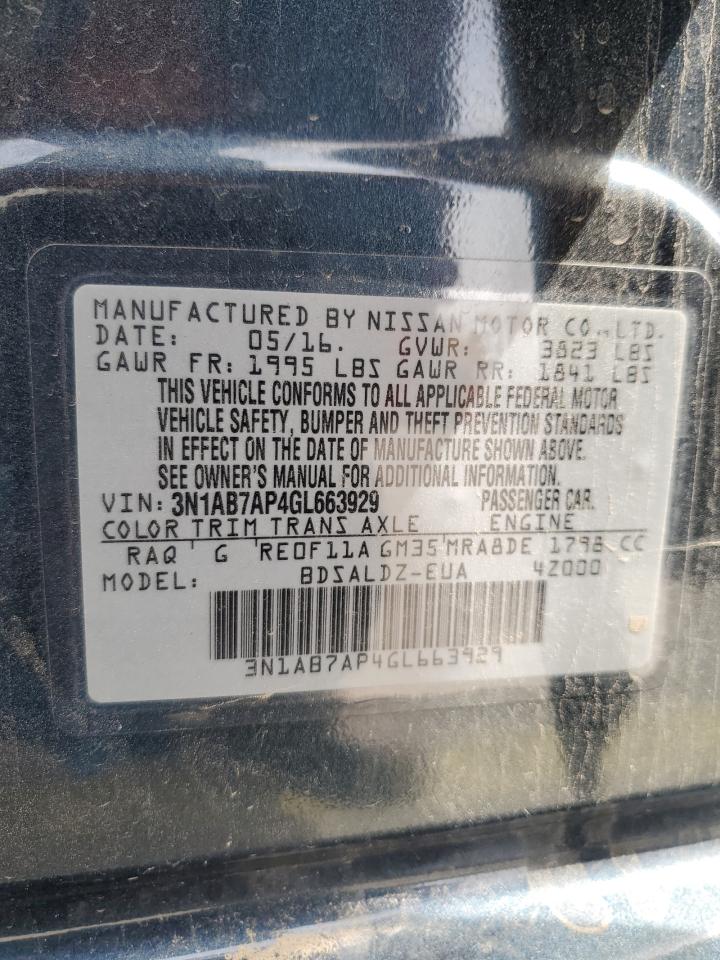 MANUFACTURED BY NISSAN MOTOR CO., LTD.
DATE: 05/16. GVWR: 3823 LBS
GAWR FR: 1995 LBS GAWR RR: 1841 LBS
THIS VEHICLE CONFORMS TO ALL APPLICABLE FEDERAL MOTOR
VEHICLE SAFETY, BUMPER AND THEFT PREVENTION STANDARDS
IN EFFECT ON THE DATE OF MANUFACTURE SHOWN ABOVE.
SEE OWNER'S MANUAL FOR ADDITIONAL INFORMATION.
VIN: 3N1AB7AP4GL663929 PASSENGER CAR.
COLOR TRIM TRANS AXLE ENGINE
RAQ G RE0F11A GM35 MRA8DE 1798 CC
MODEL: BDSALDZ-EUA 4Z000
3N1AB7AP4GL663929